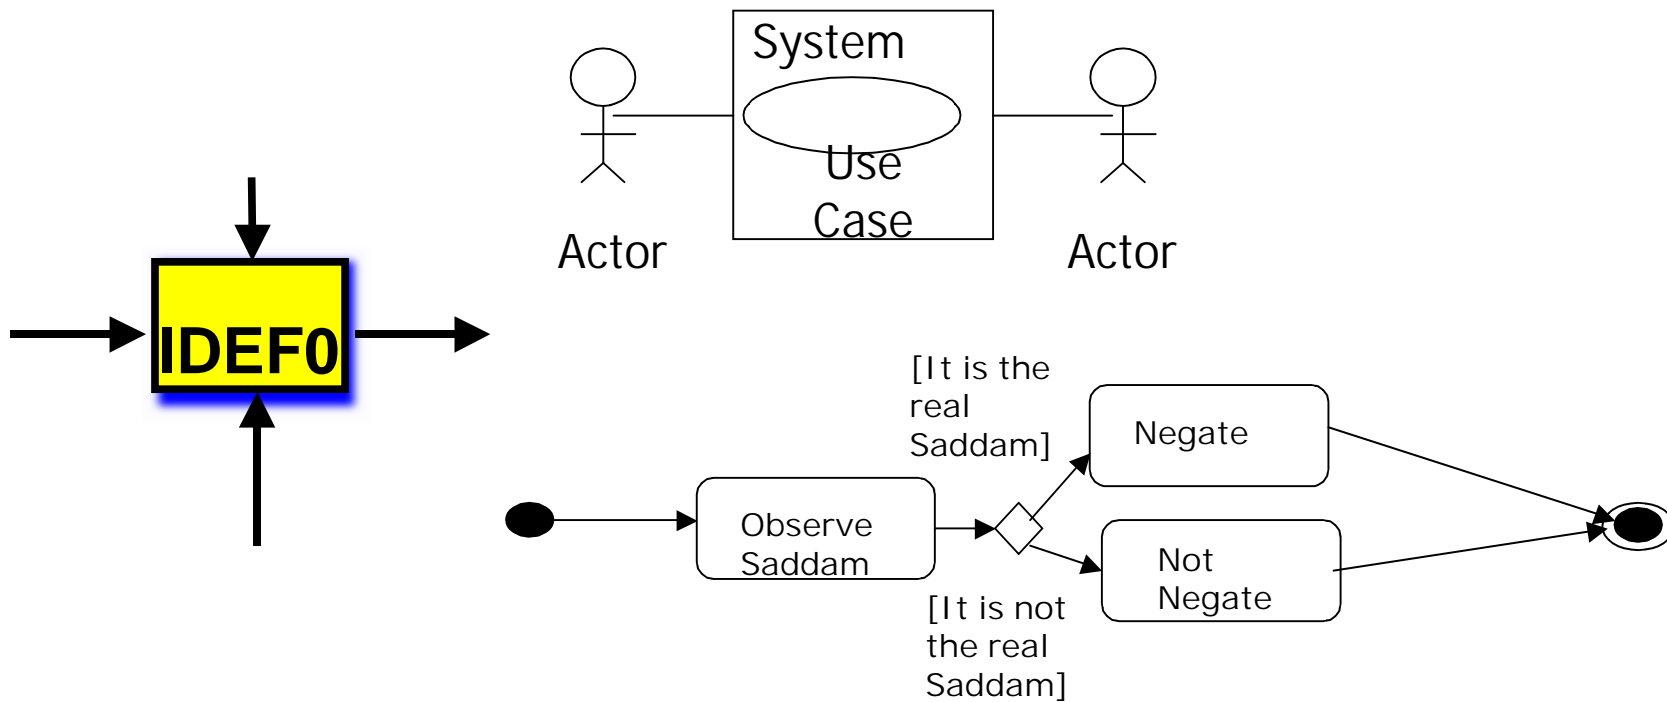 System
Use
Case
Actor
Actor
IDEF0
[It is the
real
Saddam]
Negate
Observe
Saddam
Not
Negate
[It is not
the real
Saddam]